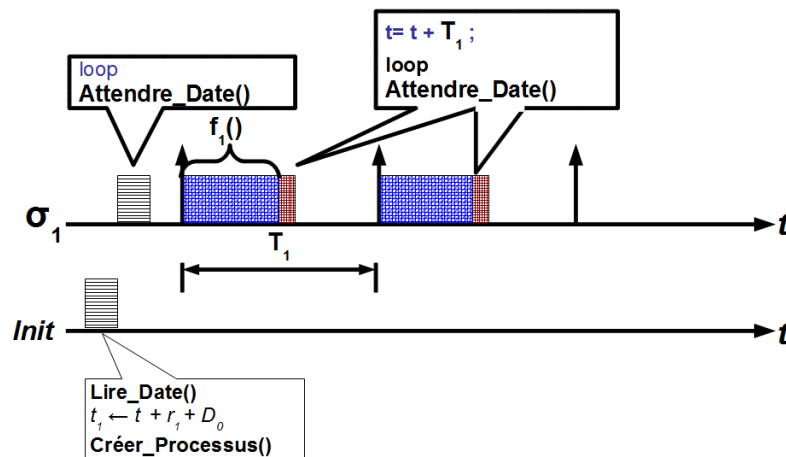 loop
Attendre_Date()
t= t + T1 ;
loop
Attendre_Date()
f1()
σ1
t
T1
Init
t
Lire_Date()
t1 ← t + r1 + D0
Créer_Processus()